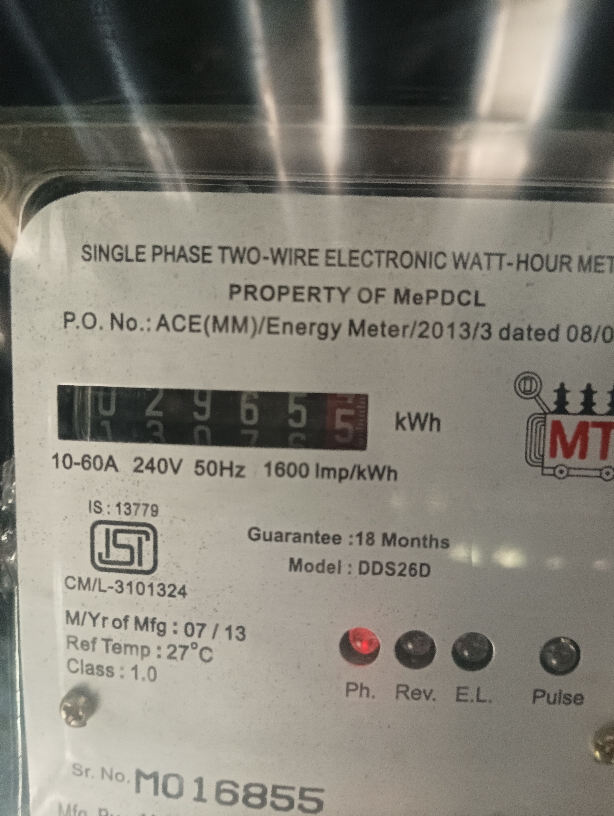 SINGLE PHASE TWO-WIRE ELECTRONIC WATT-HOUR MET
PROPERTY OF MePDCL
P.O. No.: ACE(MM)/Energy Meter/2013/3 dated 08/0
0 2 9 6 5 5 kWh
MT
10-60A 240V 50Hz 1600 Imp/kWh
IS : 13779
ISI
CM/L-3101324
Guarantee :18 Months
Model : DDS26D
M/Yr of Mfg : 07 / 13
Ref Temp : 27°C
Class : 1.0
Ph. Rev. E.L. Pulse
Sr. No. M016855